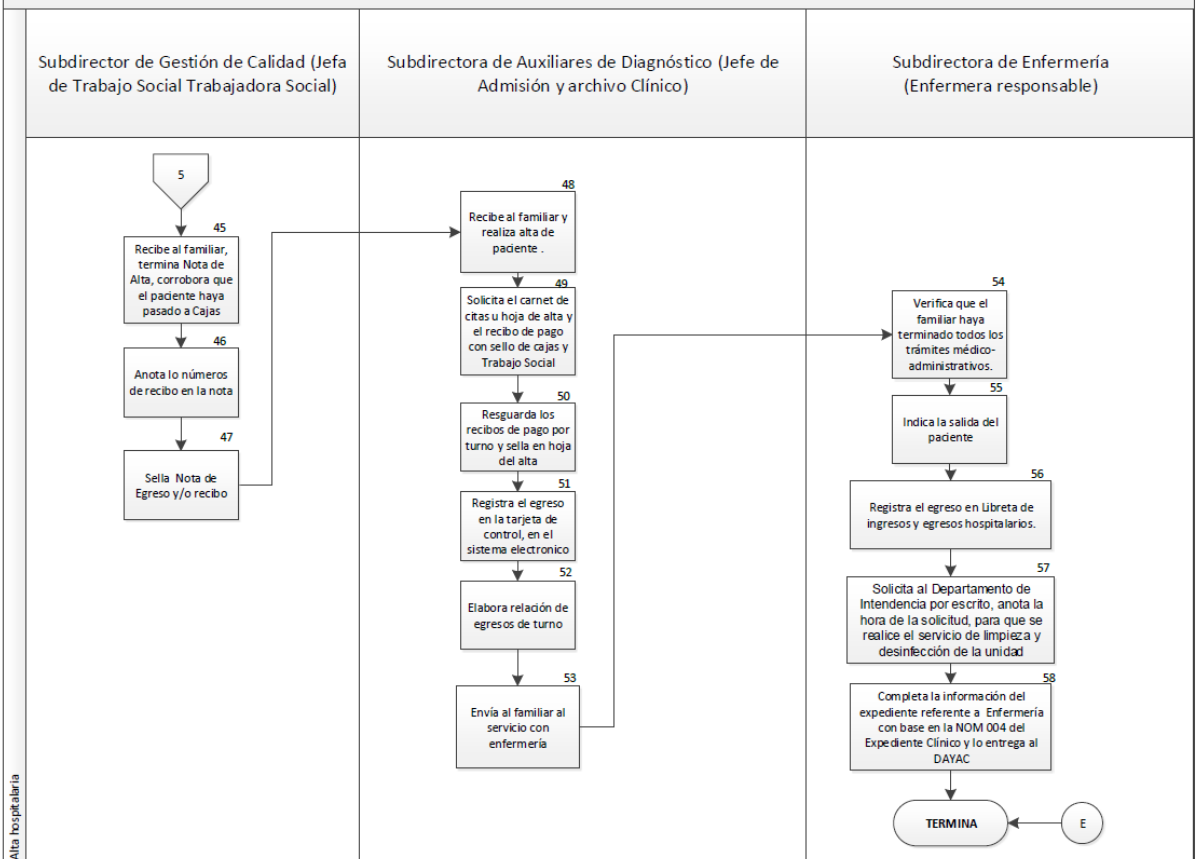 Subdirector de Gestión de Calidad (Jefa
de Trabajo Social Trabajadora Social)
Subdirectora de Auxiliares de Diagnóstico (Jefe de
Admisión y archivo Clínico)
Subdirectora de Enfermería
(Enfermera responsable)
5
45
Recibe al familiar,
termina Nota de
Alta, corrobora que
el paciente haya
pasado a Cajas
46
Anota lo números
de recibo en la nota
47
Sella Nota de
Egreso y/o recibo
48
Recibe al familiar y
realiza alta de
paciente .
49
Solicita el carnet de
citas u hoja de alta y
el recibo de pago
con sello de cajas y
Trabajo Social
50
Resguarda los
recibos de pago por
turno y sella en hoja
del alta
51
Registra el egreso
en la tarjeta de
control, en el
sistema electronico
52
Elabora relación de
egresos de turno
53
Envía al familiar al
servicio con
enfermería
54
Verifica que el
familiar haya
terminado todos los
trámites médico-
administrativos.
55
Indica la salida del
paciente
56
Registra el egreso en Libreta de
ingresos y egresos hospitalarios.
57
Solicita al Departamento de
Intendencia por escrito, anota la
hora de la solicitud, para que se
realice el servicio de limpieza y
desinfección de la unidad
58
Completa la información del
expediente referente a Enfermería
con base en la NOM 004 del
Expediente Clínico y lo entrega al
DAYAC
TERMINA
E
Alta hospitalaria